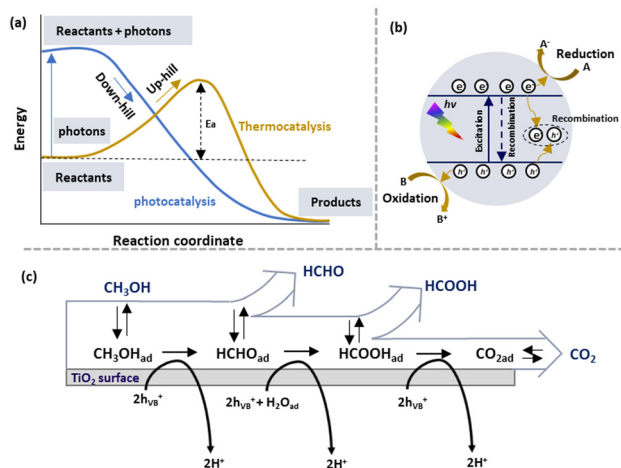 (a)
Reactants + photons
Down-hill
Up-hill
Ea
Thermocatalysis
photons
Reactants
photocatalysis
Products
Energy
Reaction coordinate
(b)
A⁻
Reduction
A
e e e e
hν
Excitation
Recombination
Recombination
e h⁺
h⁺ h⁺ h⁺ h⁺
B
Oxidation
B⁺
(c)
CH₃OH
HCHO
HCOOH
CH₃OHad
HCHOad
HCOOHad
CO₂ad
CO₂
TiO₂ surface
2hVB⁺
2hVB⁺ + H₂Oad
2hVB⁺
2H⁺
2H⁺
2H⁺